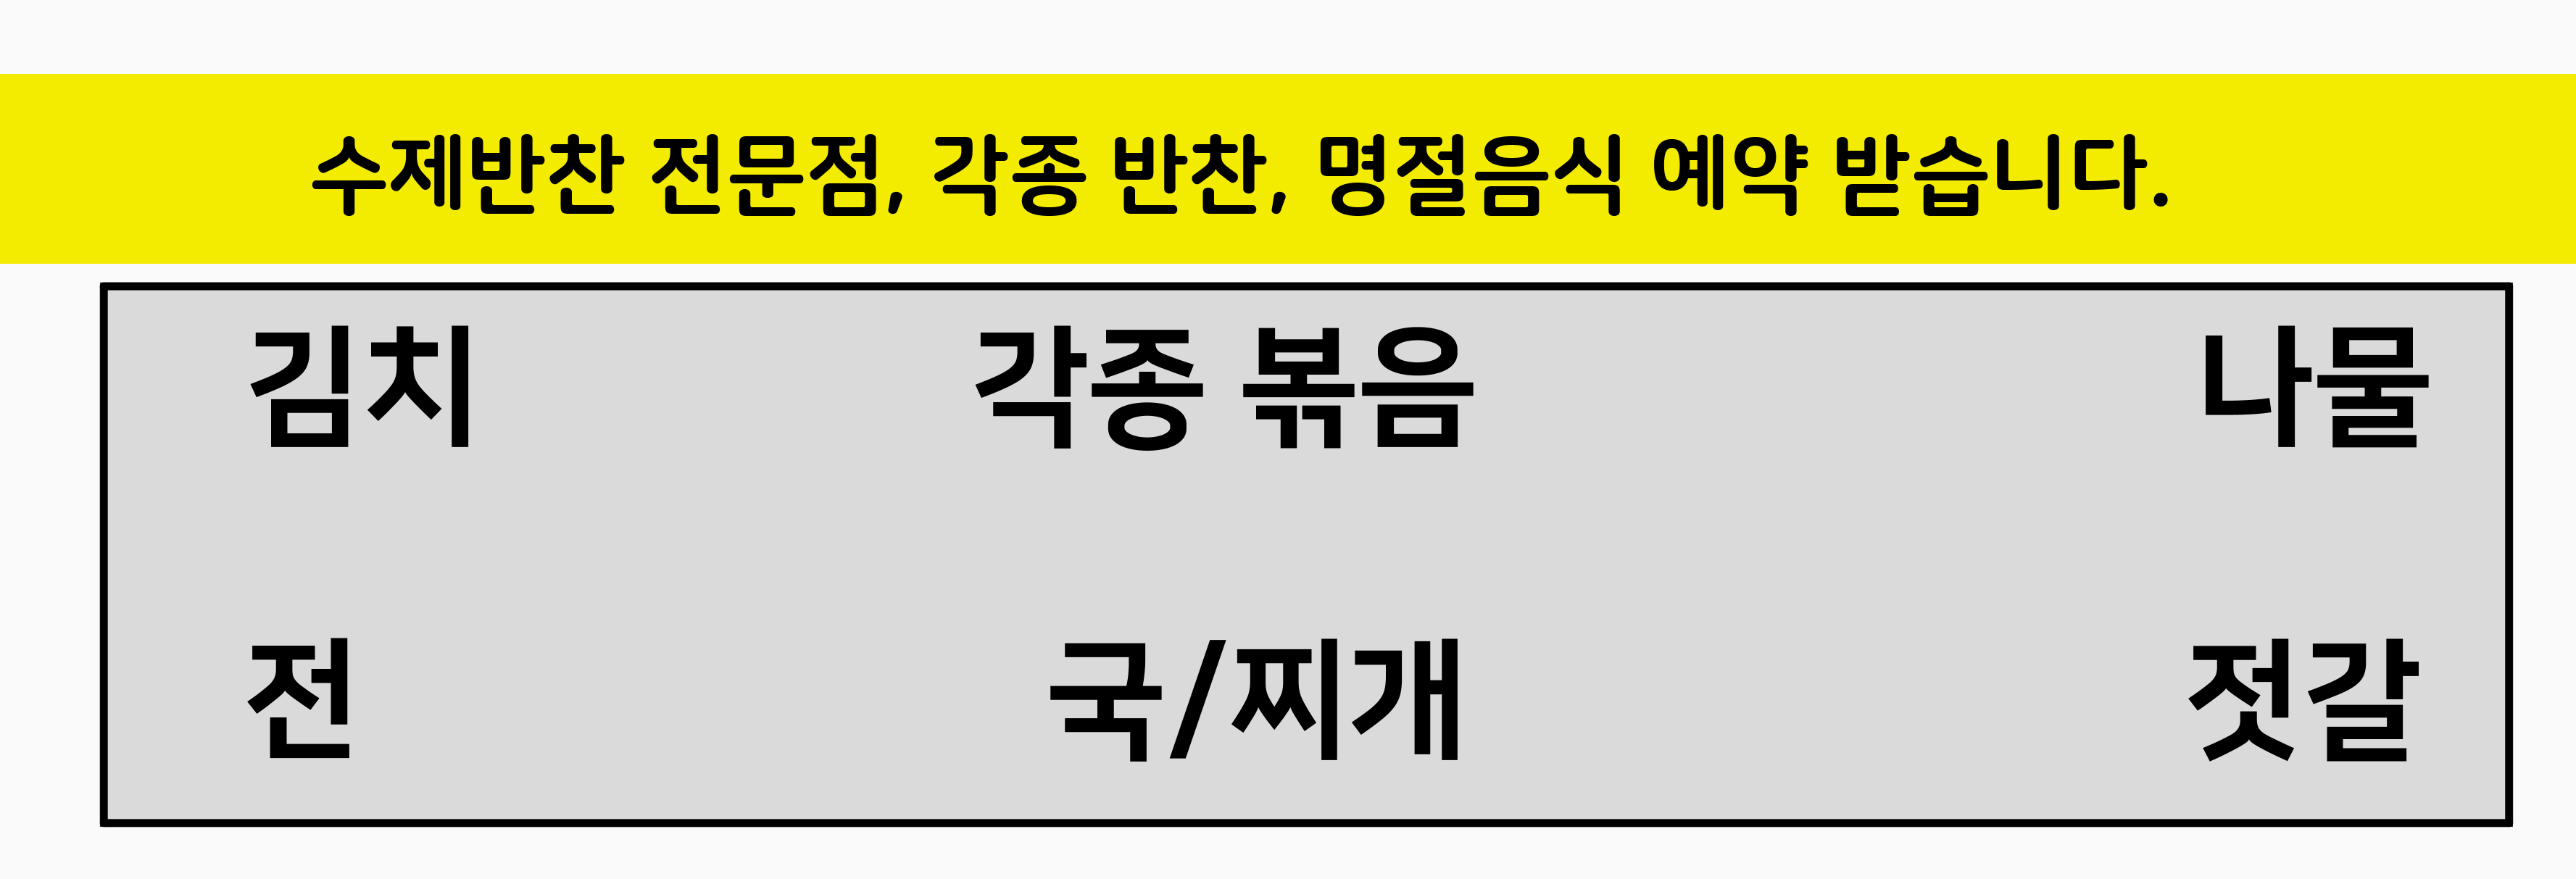 수제반찬 전문점, 각종 반찬, 명절음식 예약 받습니다.
김치 각종 볶음 나물
전 국/찌개 젓갈